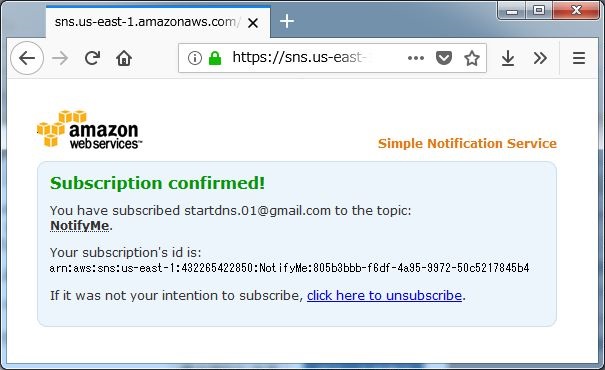 sns.us-east-1.amazonaws.com/
https://sns.us-east-
amazon
webservices™
Simple Notification Service
Subscription confirmed!
You have subscribed startdns.01@gmail.com to the topic:
NotifyMe.
Your subscription's id is:
arn:aws:sns:us-east-1:432265422850:NotifyMe:805b3bbb-f6df-4a95-9972-50c5217845b4
If it was not your intention to subscribe, click here to unsubscribe.